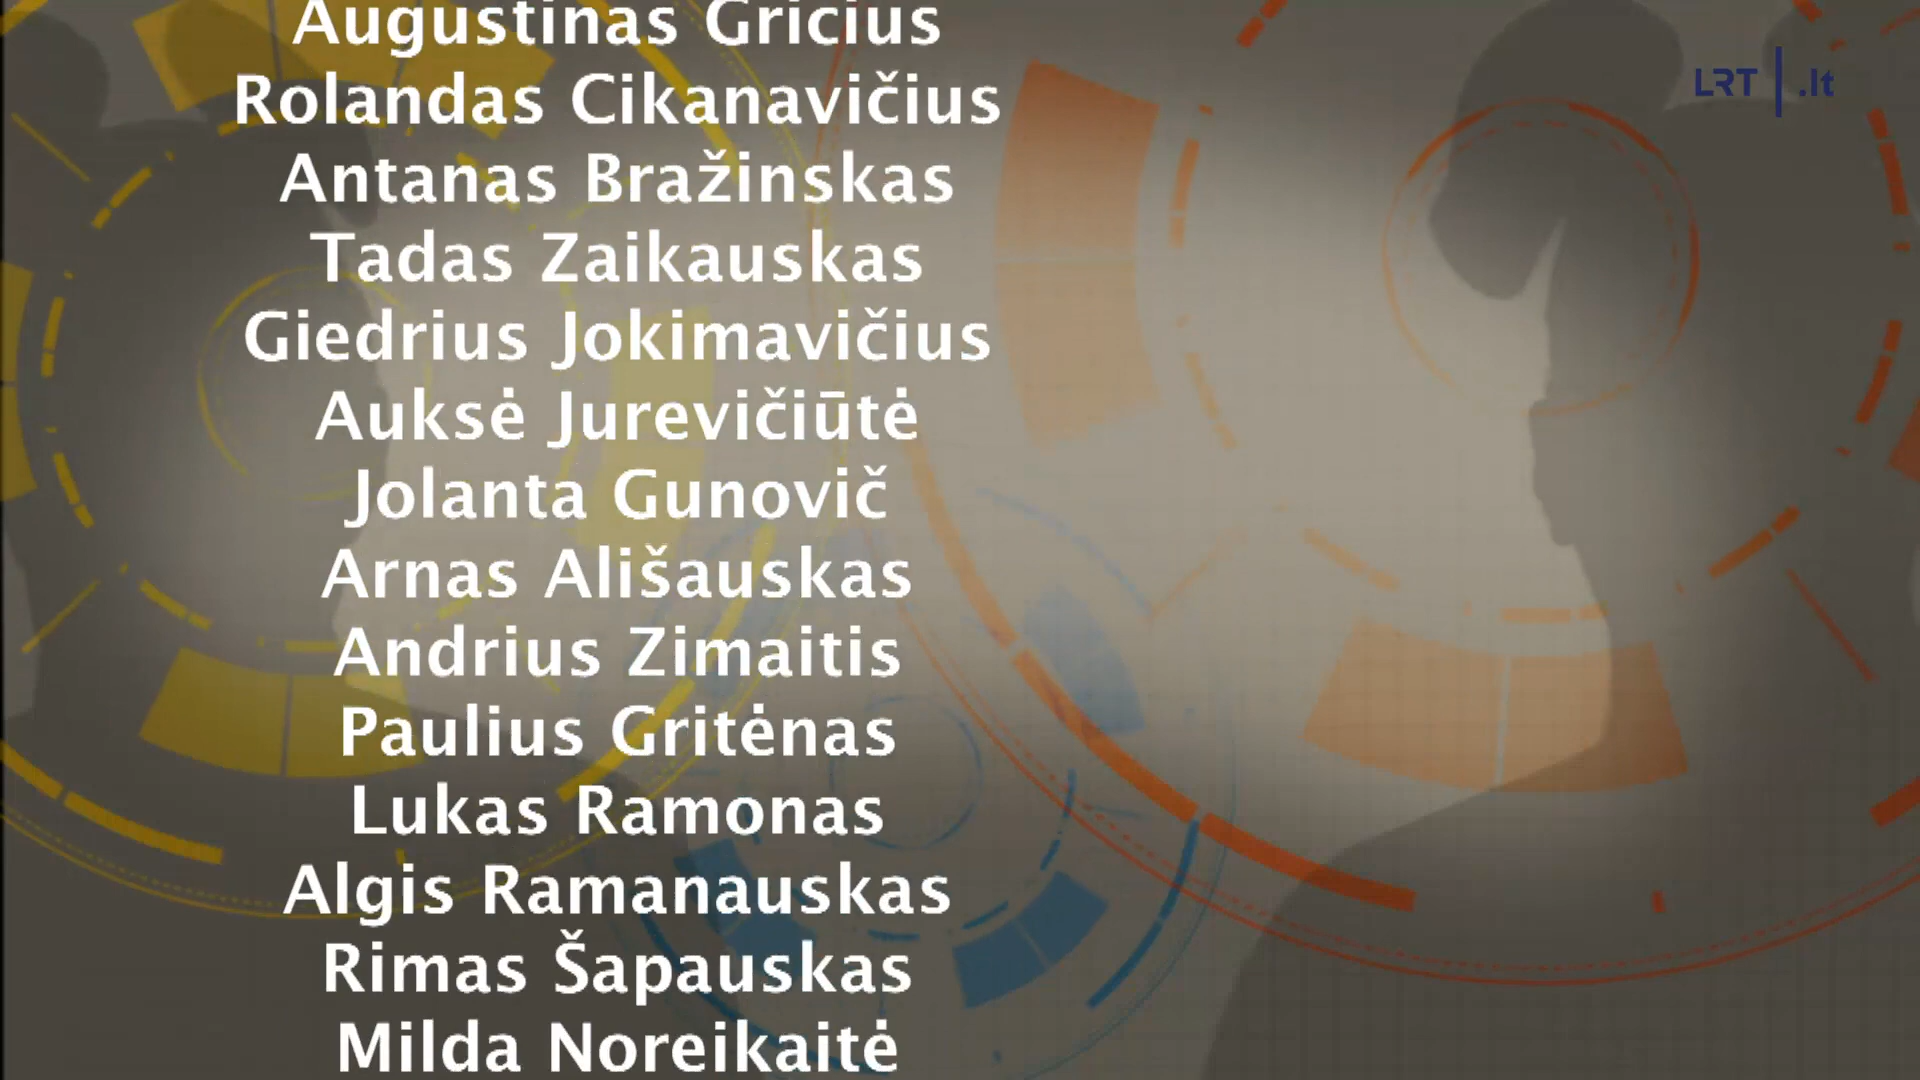 Augustinas Gricius
LRT | .lt
Rolandas Cikanavičius
Antanas Bražinskas
Tadas Zaikauskas
Giedrius Jokimavičius
Auksė Jurevičiūtė
Jolanta Gunovič
Arnas Ališauskas
Andrius Zimaitis
Paulius Gritėnas
Lukas Ramonas
Algis Ramanauskas
Rimas Šapauskas
Milda Noreikaitė